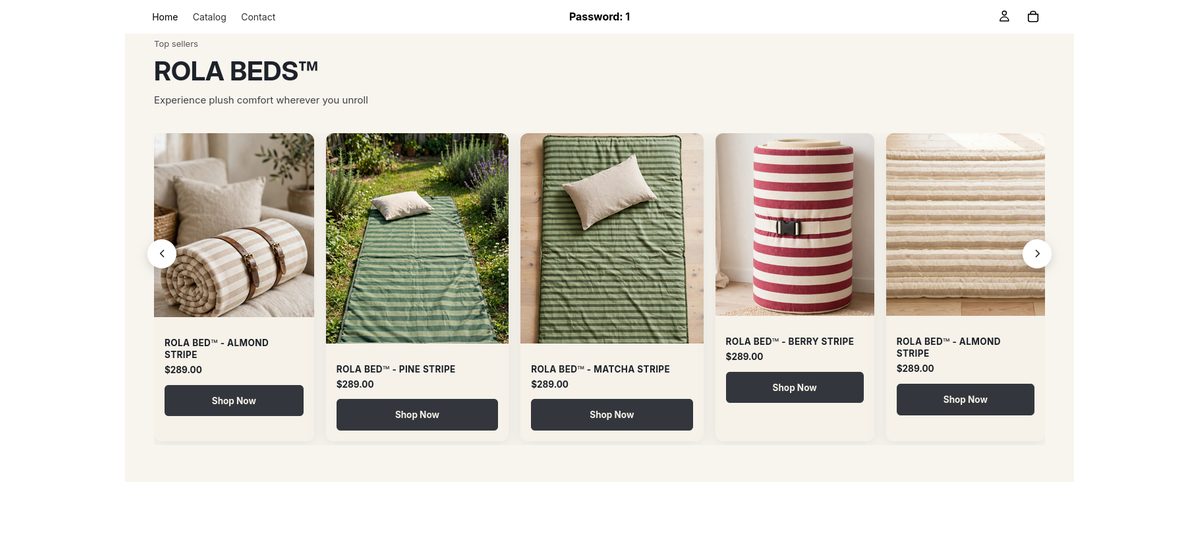 Home Catalog Contact Password: 1
Top sellers
ROLA BEDS™
Experience plush comfort wherever you unroll
ROLA BED™ - ALMOND
STRIPE
$289.00
Shop Now
ROLA BED™ - PINE STRIPE
$289.00
Shop Now
ROLA BED™ - MATCHA STRIPE
$289.00
Shop Now
ROLA BED™ - BERRY STRIPE
$289.00
Shop Now
ROLA BED™ - ALMOND
STRIPE
$289.00
Shop Now